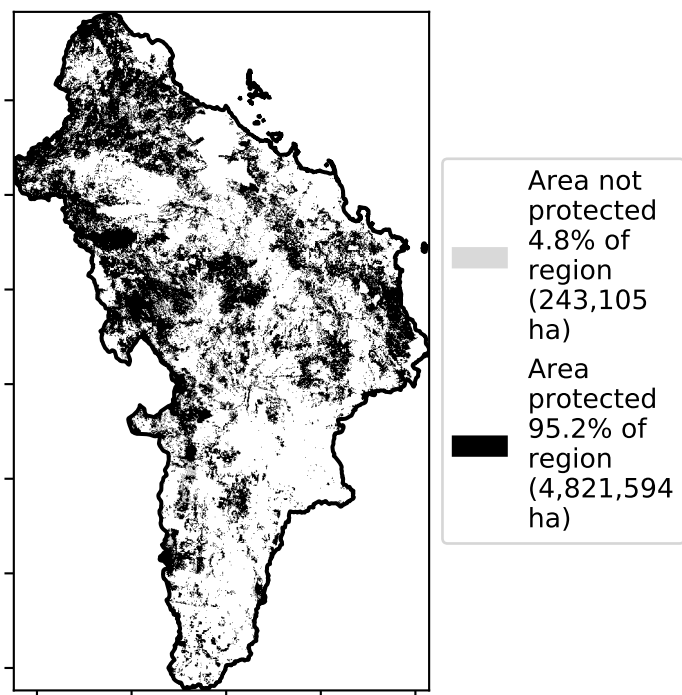 Area not
protected
4.8% of
region
(243,105
ha)
Area
protected
95.2% of
region
(4,821,594
ha)